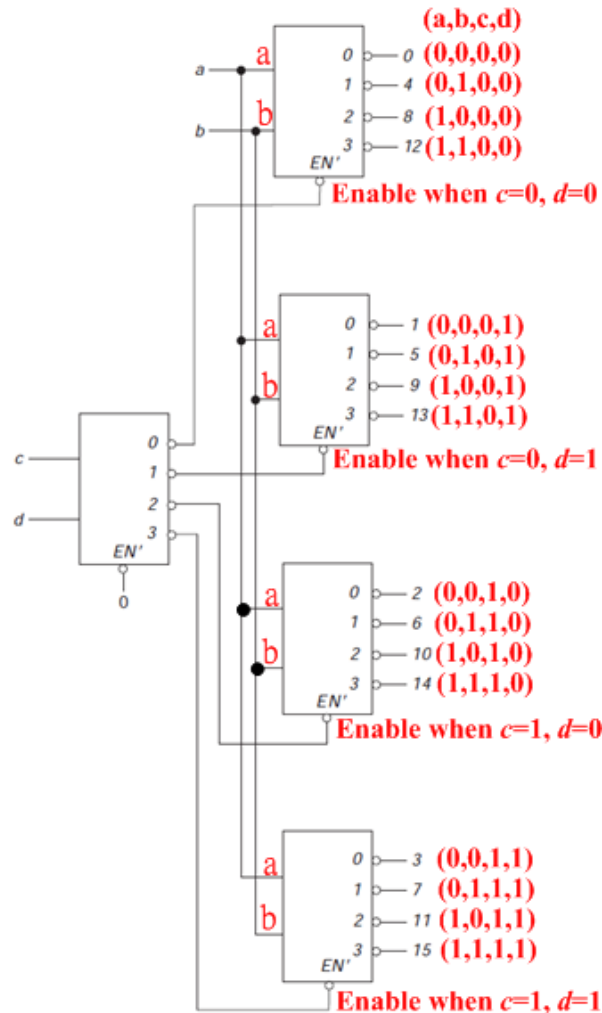 (a,b,c,d)
a a 0 0 (0,0,0,0)
1 4 (0,1,0,0)
b b 2 8 (1,0,0,0)
3 12 (1,1,0,0)
EN'
Enable when c=0, d=0
0 1 (0,0,0,1)
a 1 5 (0,1,0,1)
b 2 9 (1,0,0,1)
3 13 (1,1,0,1)
EN'
Enable when c=0, d=1
0
c 1
2
d 3
EN'
0
a 0 2 (0,0,1,0)
1 6 (0,1,1,0)
b 2 10 (1,0,1,0)
3 14 (1,1,1,0)
EN'
Enable when c=1, d=0
0 3 (0,0,1,1)
a 1 7 (0,1,1,1)
b 2 11 (1,0,1,1)
3 15 (1,1,1,1)
EN'
Enable when c=1, d=1